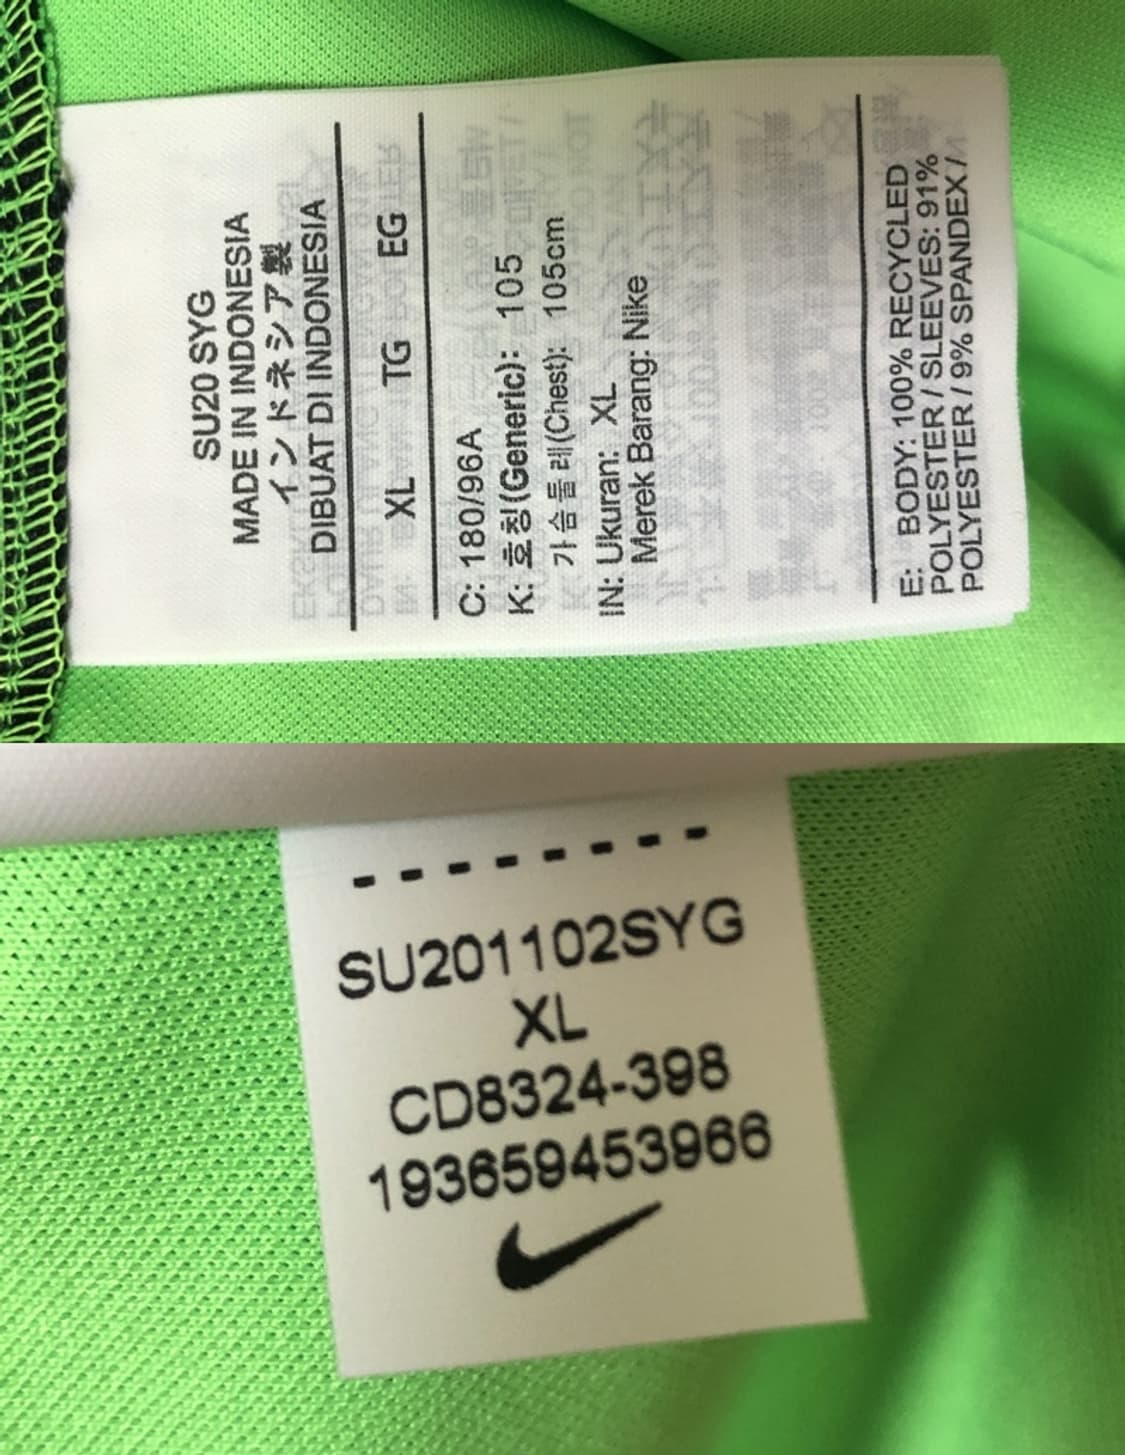 SU20 SYG
MADE IN INDONESIA
インドネシア製
DIBUAT DI INDONESIA
XL TG EG
C: 180/96A
K: 호칭(Generic): 105
가슴둘레(Chest): 105cm
IN: Ukuran: XL
Merek Barang: Nike
E: BODY: 100% RECYCLED
POLYESTER / SLEEVES: 91%
POLYESTER / 9% SPANDEX /
SU201102SYG
XL
CD8324-398
193659453966